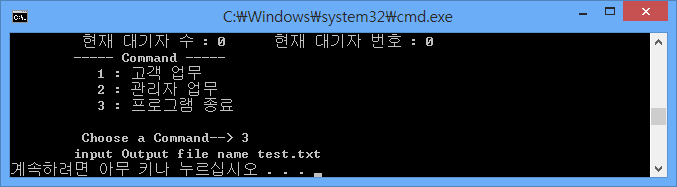 C:₩Windows₩system32₩cmd.exe
현재 대기자 수 : 0 현재 대기자 번호 : 0
----- Command -----
1 : 고객 업무
2 : 관리자 업무
3 : 프로그램 종료
Choose a Command--> 3
input Output file name test.txt
계속하려면 아무 키나 누르십시오 . . .